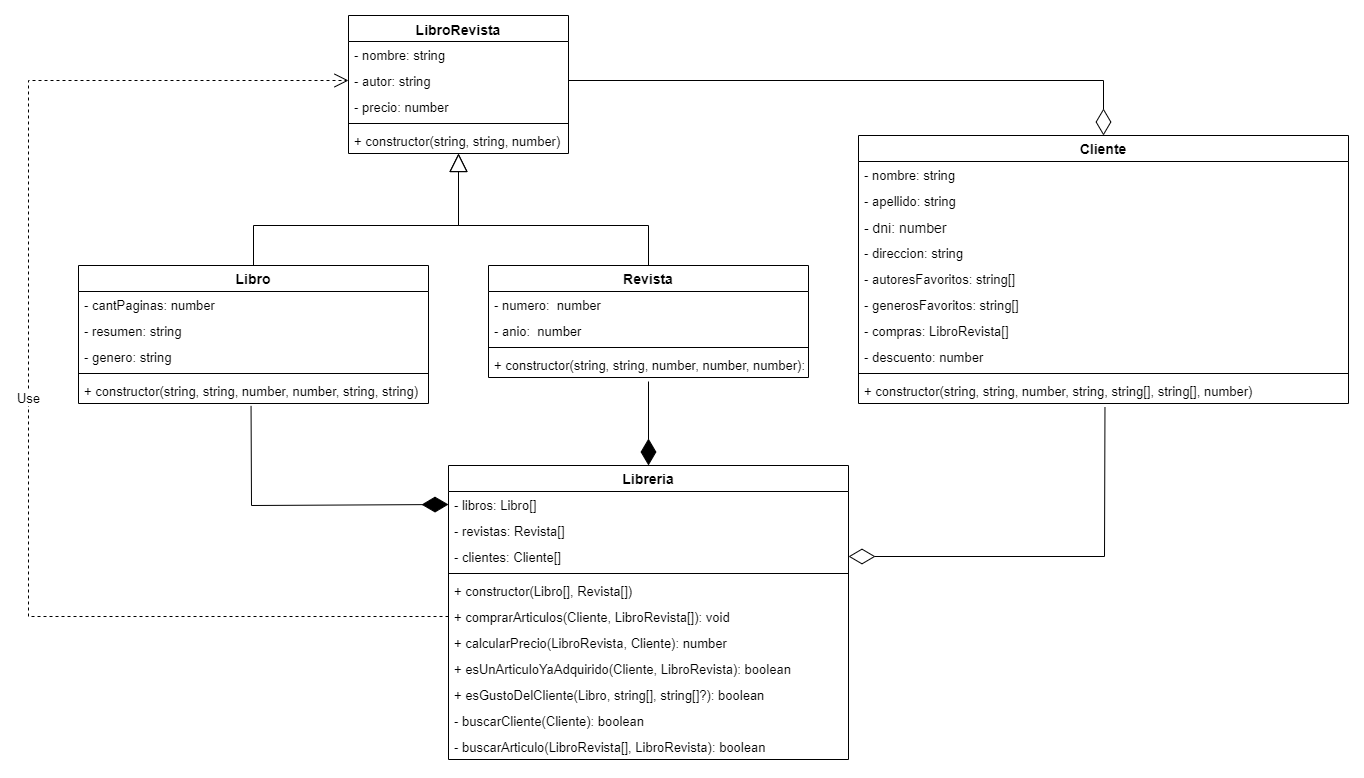 LibroRevista
- nombre: string
- autor: string
- precio: number
+ constructor(string, string, number)
Cliente
- nombre: string
- apellido: string
- dni: number
- direccion: string
- autoresFavoritos: string[]
- generosFavoritos: string[]
- compras: LibroRevista[]
- descuento: number
+ constructor(string, string, number, string, string[], string[], number)
Libro
- cantPaginas: number
- resumen: string
- genero: string
+ constructor(string, string, number, number, string, string)
Revista
- numero:  number
- anio:  number
+ constructor(string, string, number, number, number):
Use
Libreria
- libros: Libro[]
- revistas: Revista[]
- clientes: Cliente[]
+ constructor(Libro[], Revista[])
+ comprarArticulos(Cliente, LibroRevista[]): void
+ calcularPrecio(LibroRevista, Cliente): number
+ esUnArticuloYaAdquirido(Cliente, LibroRevista): boolean
+ esGustoDelCliente(Libro, string[], string[]?): boolean
- buscarCliente(Cliente): boolean
- buscarArticulo(LibroRevista[], LibroRevista): boolean